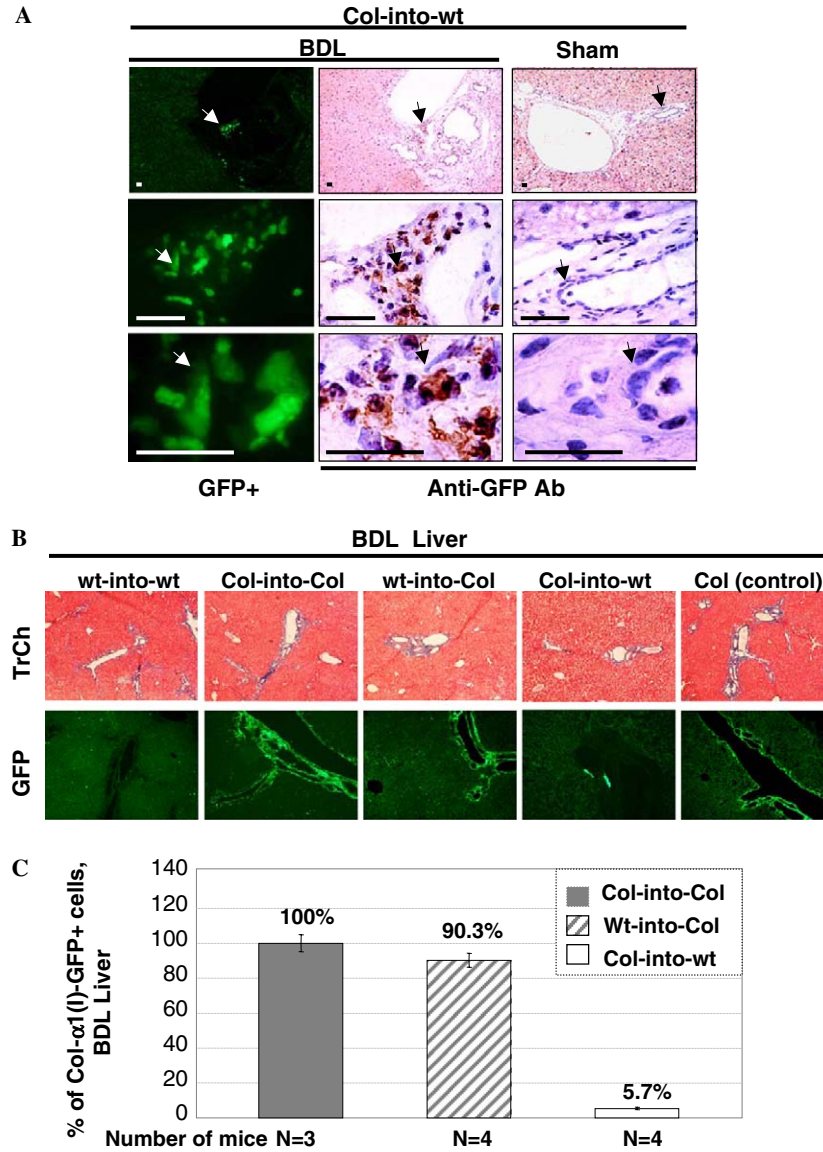 A
Col-into-wt
BDL Sham
GFP+ Anti-GFP Ab
B
BDL Liver
wt-into-wt Col-into-Col wt-into-Col Col-into-wt Col (control)
TrCh
GFP
C
% of Col-α1(I)-GFP+ cells,
BDL Liver
140
120
100
80
60
40
20
0
100%
90.3%
5.7%
Col-into-Col
Wt-into-Col
Col-into-wt
Number of mice N=3 N=4 N=4